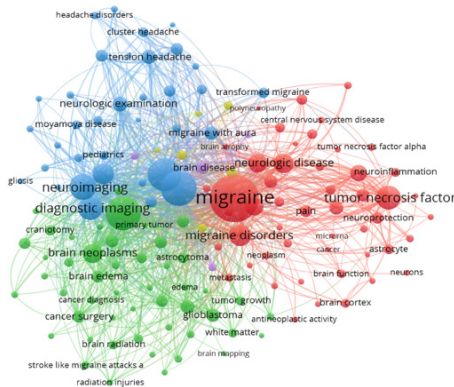 headache disorders
cluster headache
tension headache
transformed migraine
neurologic examination
polyneuropathy
central nervous system disease
moyamoya disease
migraine with aura
brain atrophy
tumor necrosis factor alpha
pediatrics
brain disease
neurologic disease
neuroinflammation
gliosis
neuroimaging
migraine
tumor necrosis factor
diagnostic imaging
pain
neuroprotection
craniotomy
primary tumor
migraine disorders
microrna
cancer
astrocyte
brain neoplasms
astrocytoma
neoplasm
brain edema
metastasis
brain function
neurons
edema
cancer diagnosis
tumor growth
brain cortex
cancer surgery
glioblastoma
antineoplastic activity
white matter
brain radiation
brain mapping
stroke like migraine attacks a
radiation injuries